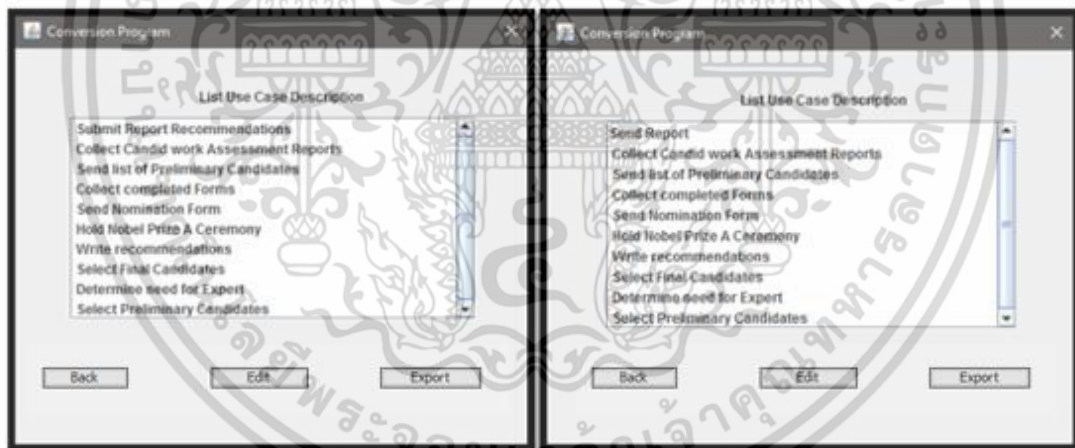 Conversion Program
List Use Case Description
Submit Report Recommendations
Collect Candid work Assessment Reports
Send list of Preliminary Candidates
Collect completed Forms
Send Nomination Form
Hold Nobel Prize A Ceremony
Write recommendations
Select Final Candidates
Determine need for Expert
Select Preliminary Candidates
Back Edit Export
Conversion Program
List Use Case Description
Send Report
Collect Candid work Assessment Reports
Send list of Preliminary Candidates
Collect completed Forms
Send Nomination Form
Hold Nobel Prize A Ceremony
Write recommendations
Select Final Candidates
Determine need for Expert
Select Preliminary Candidates
Back Edit Export